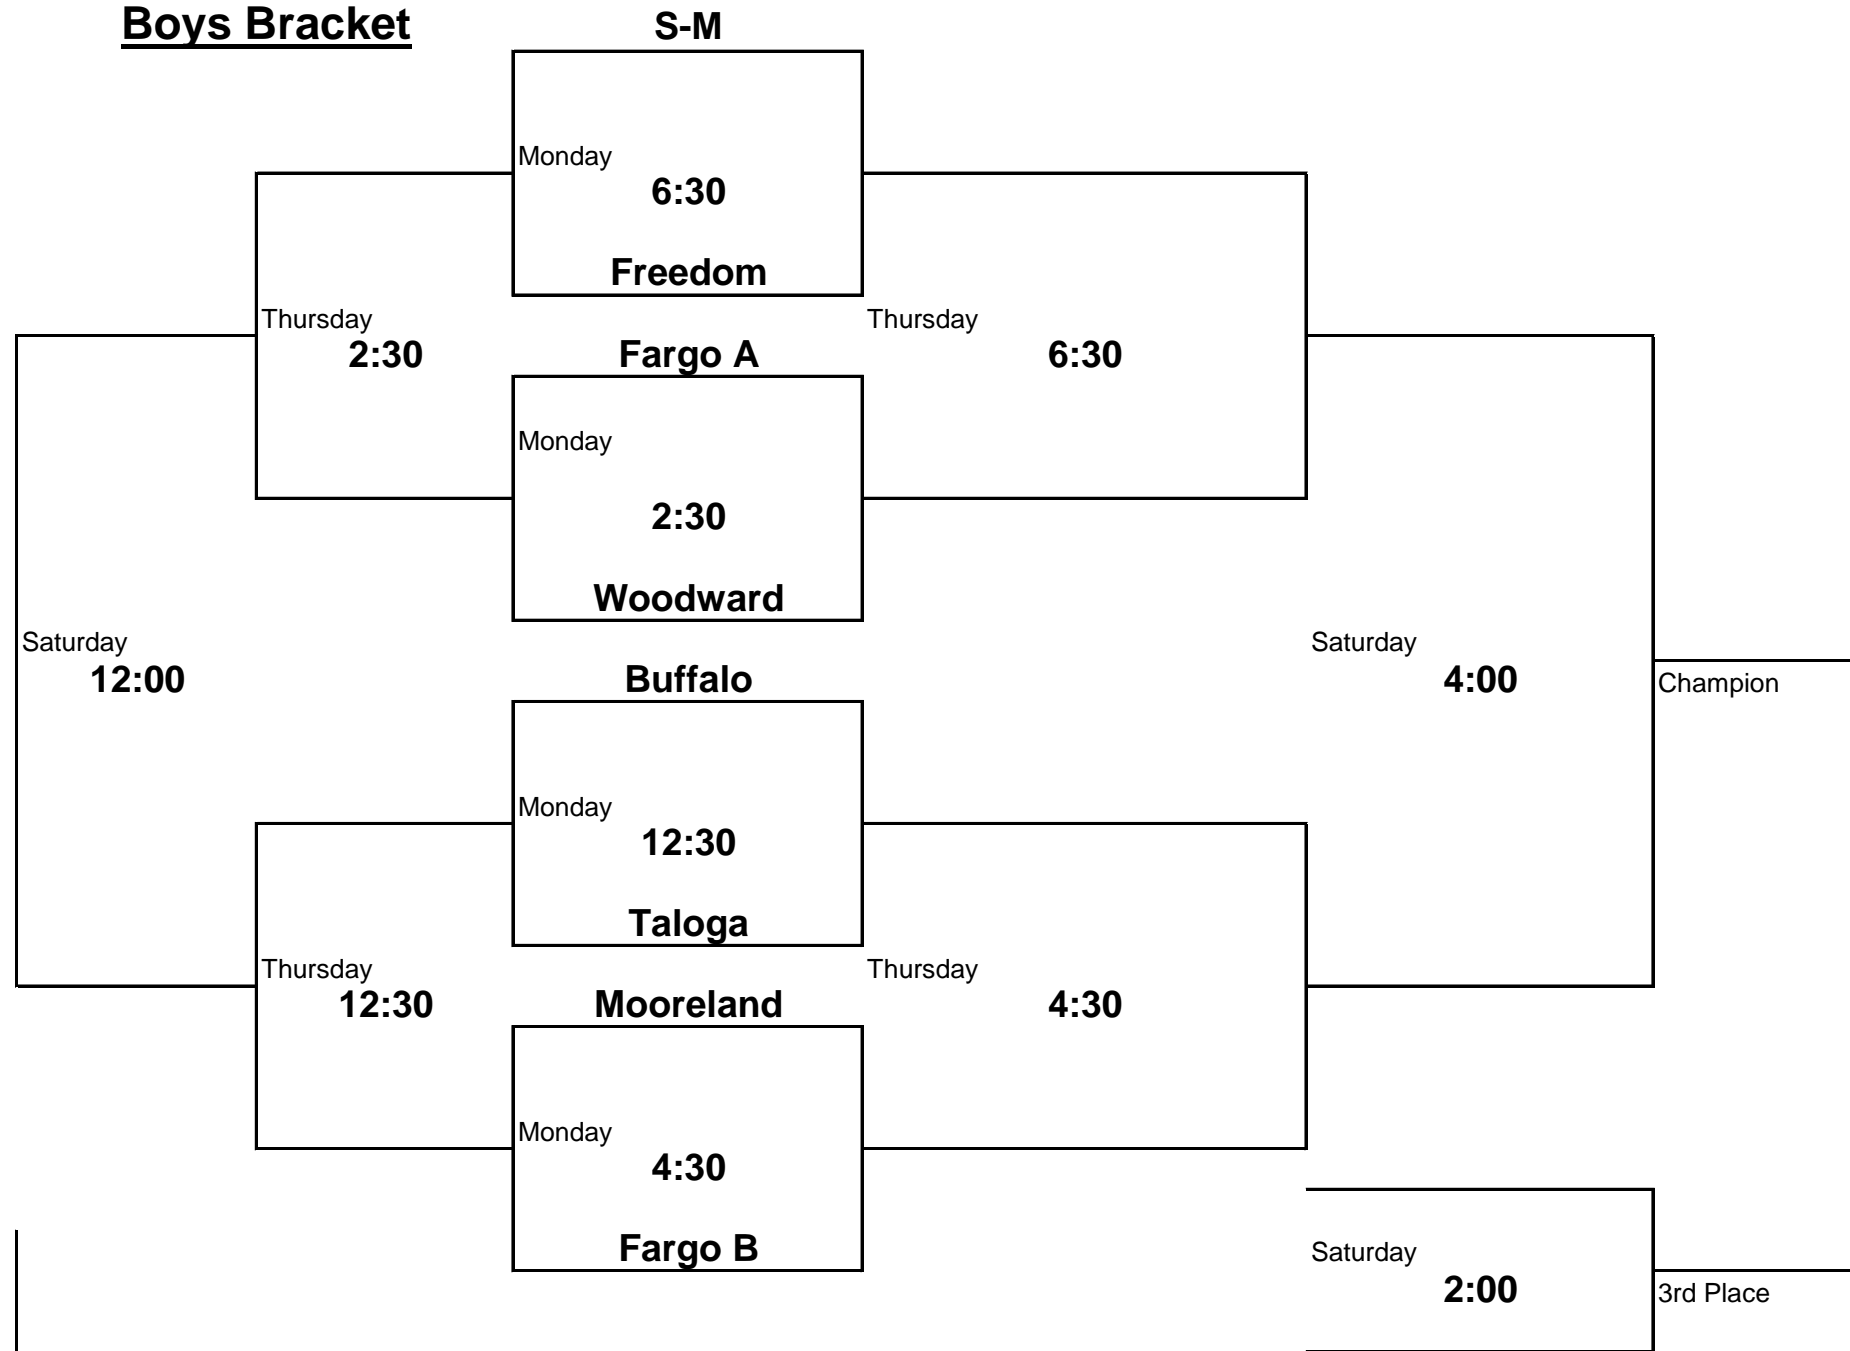 Boys Bracket
S-M
Monday
6:30
Freedom
Thursday
2:30
Fargo A
Thursday
6:30
Monday
2:30
Woodward
Saturday
12:00
Buffalo
Saturday
4:00
Champion
Monday
12:30
Taloga
Thursday
12:30
Mooreland
Thursday
4:30
Monday
4:30
Fargo B
Saturday
2:00
3rd Place